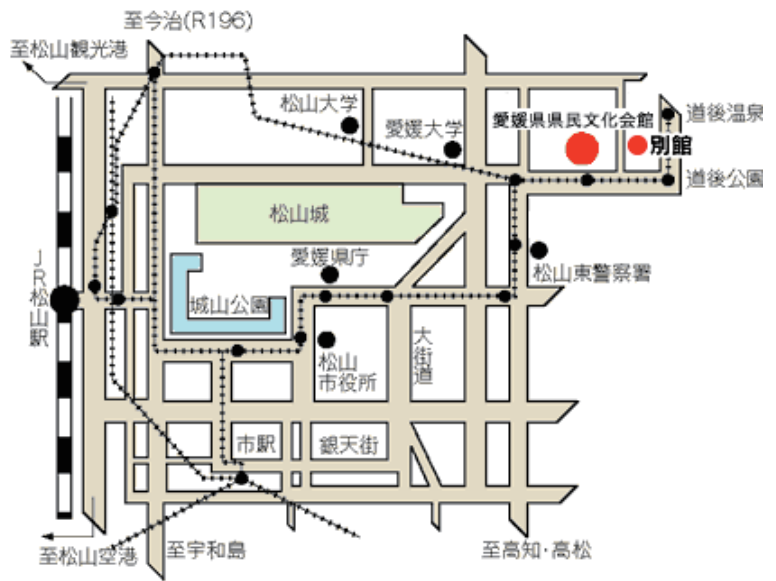 至今治(R196)
至松山観光港
松山大学
愛媛大学
愛媛県県民文化会館
別館
道後温泉
道後公園
松山城
愛媛県庁
松山東警察署
城山公園
JR松山駅
松山
市役所
大街道
市駅
銀天街
至松山空港
至宇和島
至高知・高松